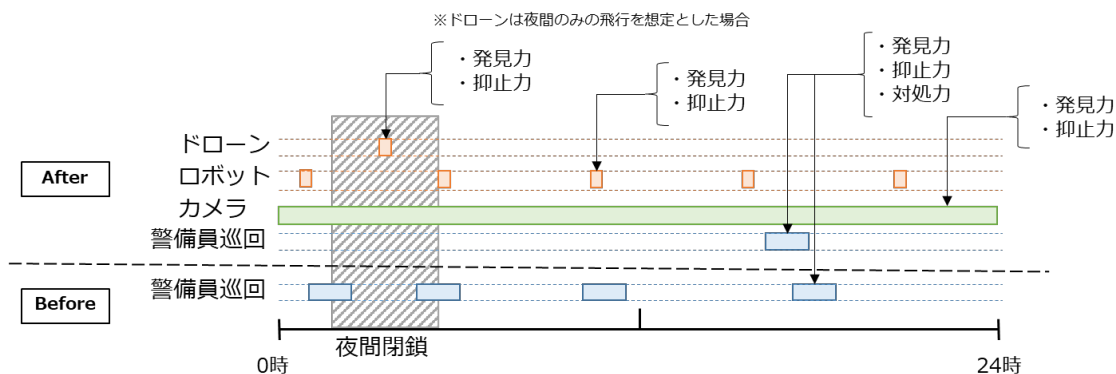 ※ドローンは夜間のみの飛行を想定とした場合
・発見力
・抑止力
・発見力
・抑止力
・発見力
・抑止力
・対処力
・発見力
・抑止力
After
ドローン
ロボット
カメラ
警備員巡回
Before
警備員巡回
夜間閉鎖
0時
24時